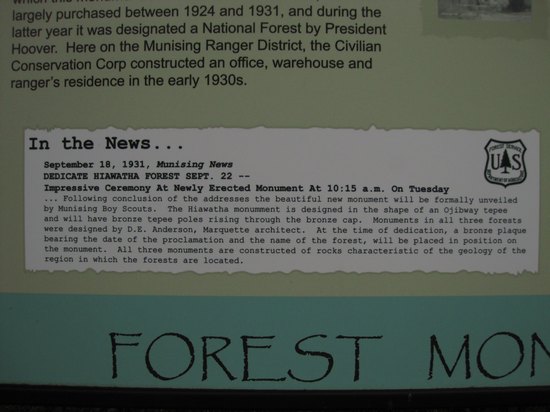 largely purchased between 1924 and 1931, and during the
latter year it was designated a National Forest by President
Hoover.  Here on the Munising Ranger District, the Civilian
Conservation Corp constructed an office, warehouse and
ranger's residence in the early 1930s.
In the News...
September 18, 1931, Munising News
DEDICATE HIAWATHA FOREST SEPT. 22 --
Impressive Ceremony At Newly Erected Monument At 10:15 a.m. On Tuesday
... Following conclusion of the addresses the beautiful new monument will be formally unveiled
by Munising Boy Scouts.  The Hiawatha monumment is designed in the shape of an Ojibway tepee
and will have bronze tepee poles rising through the bronze cap.  Monuments in all three forests
were designed by D.E. Anderson, Marquette architect.  At the time of dedication, a bronze plaque
bearing the date of the proclamation and the name of the forest, will be placed in position on
the monument.  All three monuments are constructed of rocks characteristic of the geology of the
region in which the forests are located.
FOREST SERVICE
U S
DEPARTMENT OF AGRICULTURE
FOREST MON